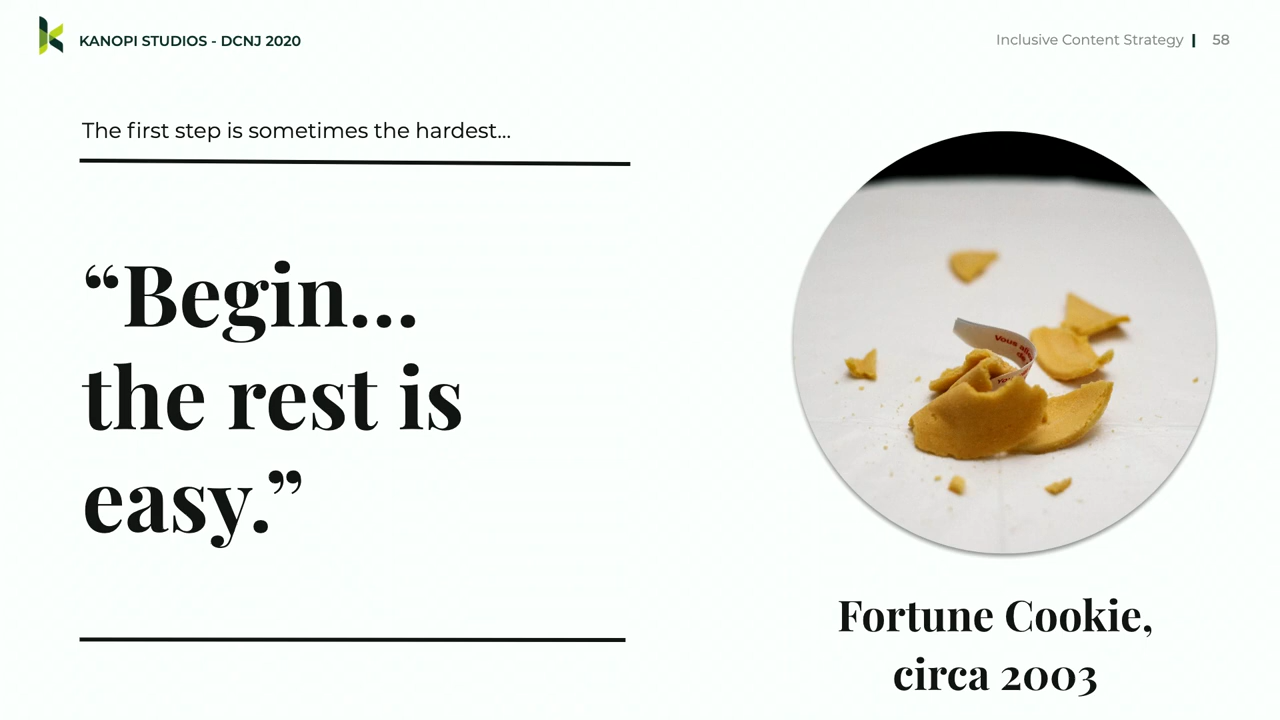 KANOPI STUDIOS - DCNJ 2020
Inclusive Content Strategy | 58
The first step is sometimes the hardest...
“Begin...
the rest is
easy.”
Vous
Fortune Cookie,
circa 2003